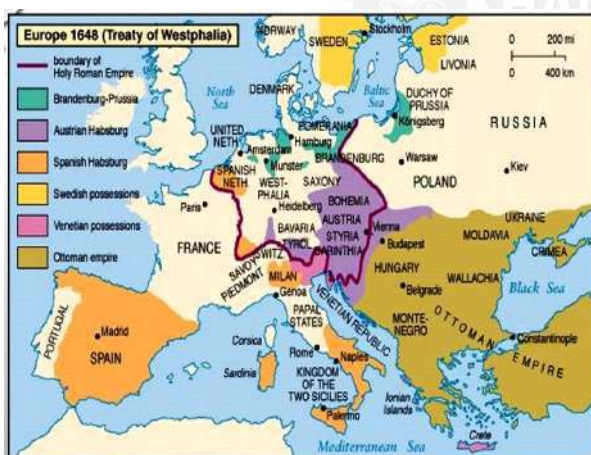 Europe 1648 (Treaty of Westphalia)
boundary of
Holy Roman Empire
Brandenburg-Prussia
Austrian Habsburg
Spanish Habsburg
Swedish possessions
Venetian possessions
Ottoman empire
NORWAY
SWEDEN
Stockholm
ESTONIA
LIVONIA
0 200 mi
0 400 km
North
Sea
DENMARK
Baltic
Sea
DUCHY OF
PRUSSIA
Königsberg
RUSSIA
UNITED
NETH.
Amsterdam
POMERANIA
Hamburg
Munster
BRANDENBURG
Warsaw
POLAND
Kiev
SPANISH
NETH.
WEST-
PHALIA
SAXONY
Paris
Heidelberg
BOHEMIA
FRANCE
BAVARIA
AUSTRIA
Vienna
TYROL
STYRIA
CARINTHIA
Budapest
UKRAINE
MOLDAVIA
CRIMEA
SAVOY
SWITZ.
PIEDMONT
MILAN
Genoa
HUNGARY
WALLACHIA
Belgrade
Black Sea
VENETIAN REPUBLIC
PAPAL
STATES
MONTE-
NEGRO
OTTOMAN
EMPIRE
Constantinople
PORTUGAL
Madrid
SPAIN
Corsica
Sardinia
Rome
Naples
KINGDOM
OF THE
TWO SICILIES
Palermo
Ionian
Islands
Crete
Mediterranean Sea